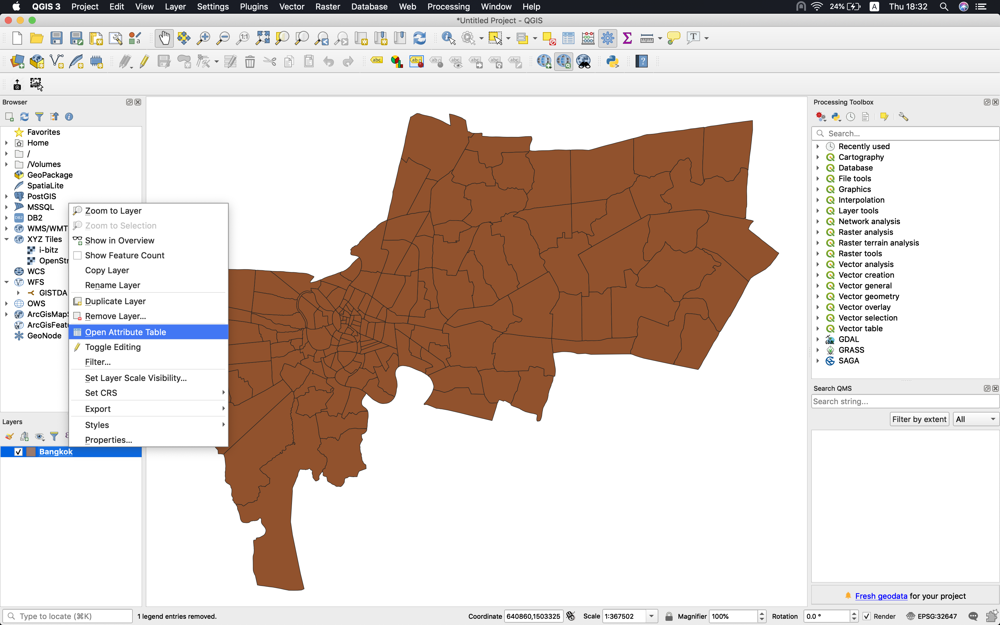 QGIS 3 Project Edit View Layer Settings Plugins Vector Raster Database Web Processing Window Help 24% A Thu 18:32
*Untitled Project - QGIS
Browser
Favorites
Home
/
/Volumes
GeoPackage
SpatiaLite
PostGIS
MSSQL
DB2
WMS/WMT
XYZ Tiles
i-bitz
OpenStr
WCS
WFS
GISTDA
OWS
ArcGisMap
ArcGisFeat
GeoNode
Zoom to Layer
Zoom to Selection
Show in Overview
Show Feature Count
Copy Layer
Rename Layer
Duplicate Layer
Remove Layer...
Open Attribute Table
Toggle Editing
Filter...
Set Layer Scale Visibility...
Set CRS
Export
Styles
Properties...
Layers
Bangkok
Processing Toolbox
Search...
Recently used
Cartography
Database
File tools
Graphics
Interpolation
Layer tools
Network analysis
Raster analysis
Raster terrain analysis
Raster tools
Vector analysis
Vector creation
Vector general
Vector geometry
Vector overlay
Vector selection
Vector table
GDAL
GRASS
SAGA
Search QMS
Search string...
Filter by extent All
Fresh geodata for your project
Type to locate (⌘K) 1 legend entries removed. Coordinate 640860,1503325 Scale 1:367502 Magnifier 100% Rotation 0.0 ° Render EPSG:32647